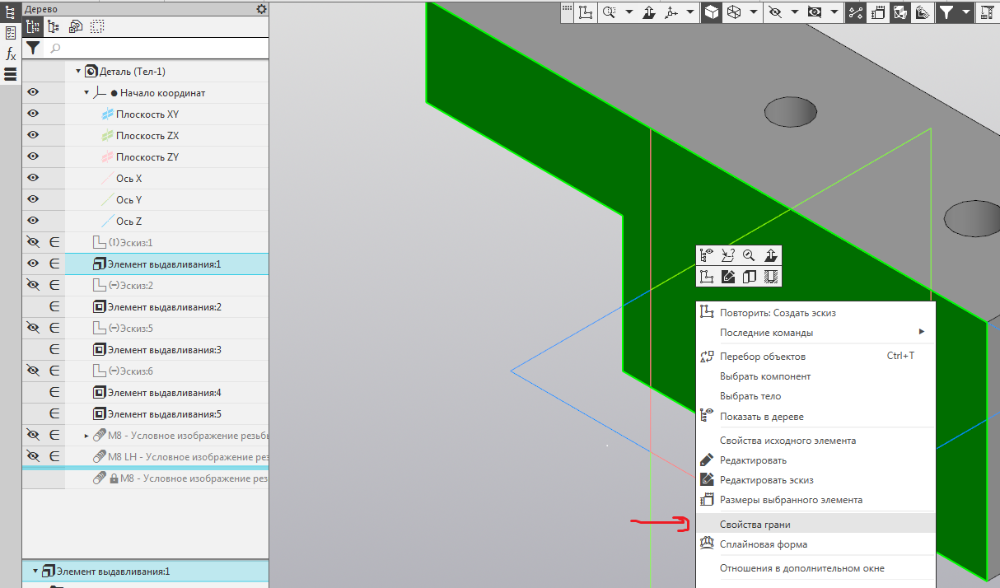 Дерево
Деталь (Тел-1)
Начало координат
Плоскость XY
Плоскость ZX
Плоскость ZY
Ось X
Ось Y
Ось Z
Эскиз:1
Элемент выдавливания:1
(-)Эскиз:2
Элемент выдавливания:2
(-)Эскиз:5
Элемент выдавливания:3
(-)Эскиз:6
Элемент выдавливания:4
Элемент выдавливания:5
M8 - Условное изображение резьбы
M8 LH - Условное изображение рез
M8 - Условное изображение рез
Элемент выдавливания:1
Повторить: Создать эскиз
Последние команды
Перебор объектов Ctrl+T
Выбрать компонент
Выбрать тело
Показать в дереве
Свойства исходного элемента
Редактировать
Редактировать эскиз
Размеры выбранного элемента
Свойства грани
Сплайновая форма
Отношения в дополнительном окне